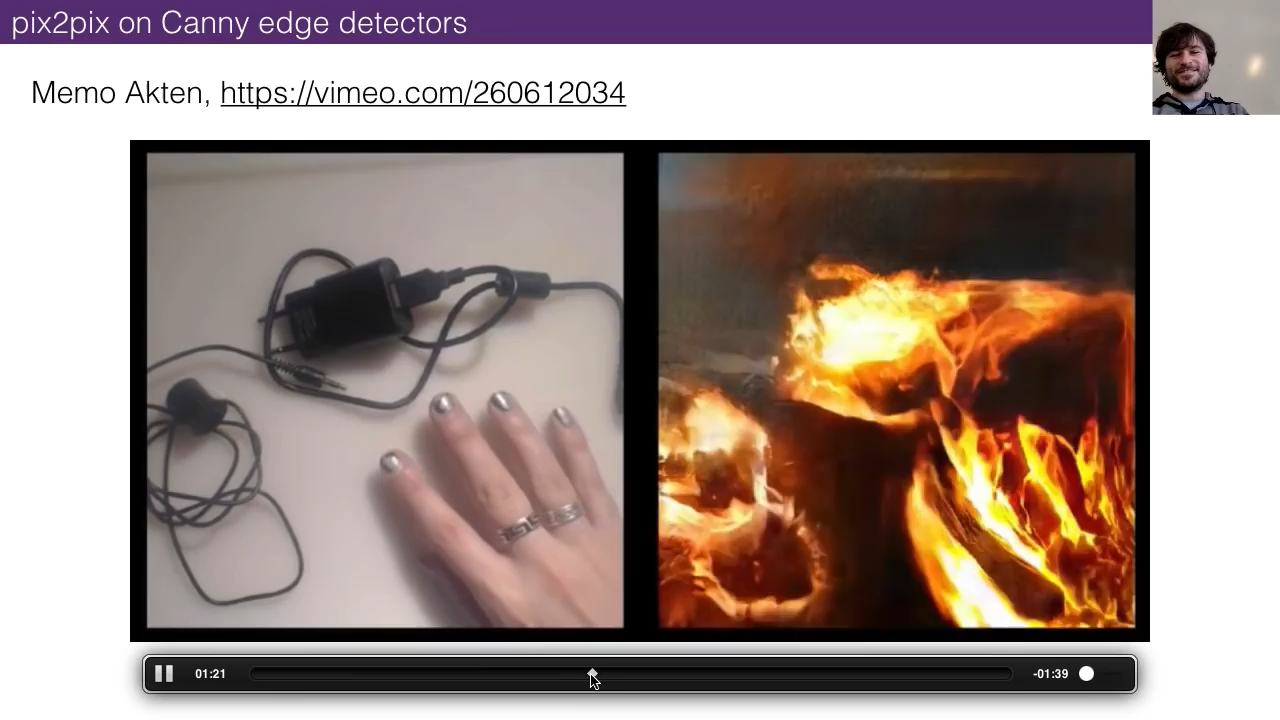 pix2pix on Canny edge detectors
Memo Akten, https://vimeo.com/260612034
01:21
-01:39